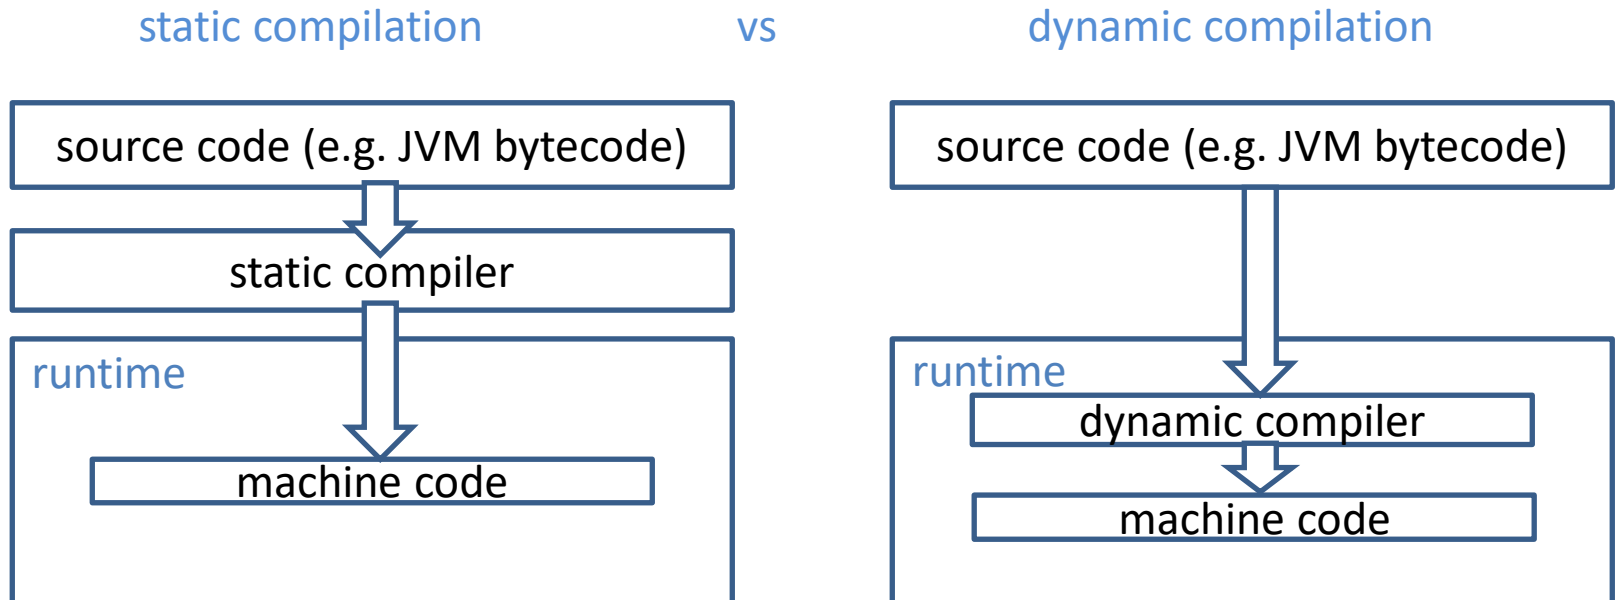 static compilation vs dynamic compilation
source code (e.g. JVM bytecode)
static compiler
runtime
machine code
source code (e.g. JVM bytecode)
runtime
dynamic compiler
machine code